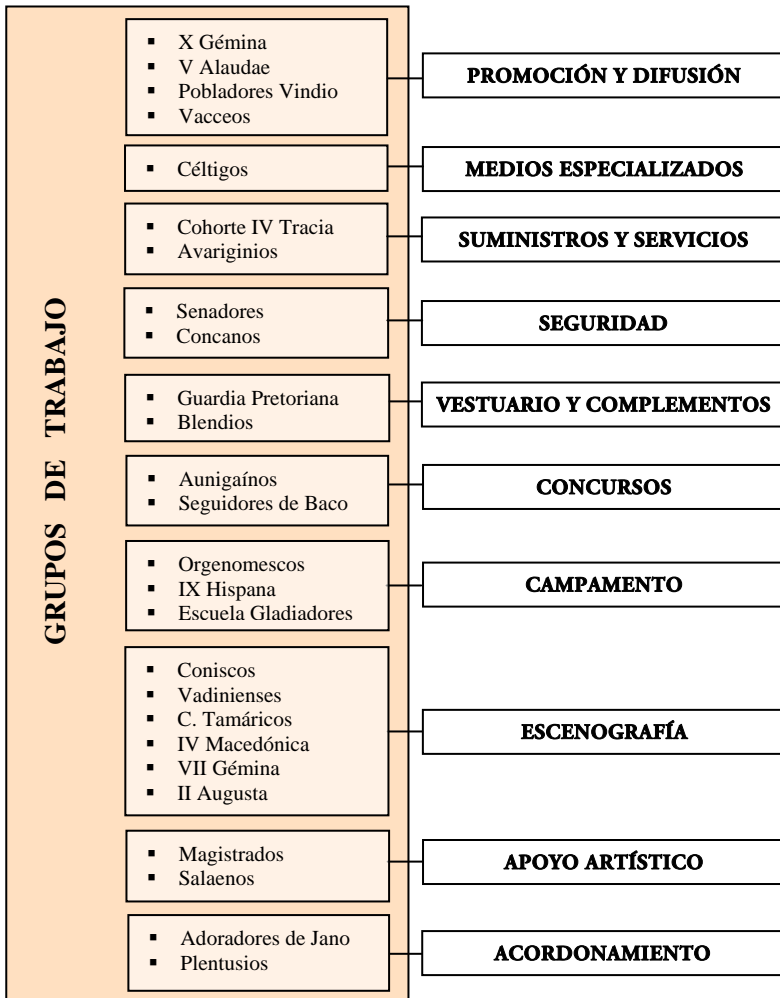 GRUPOS DE TRABAJO
▪ X Gémina
▪ V Alaudae
▪ Pobladores Vindio
▪ Vacceos
PROMOCIÓN Y DIFUSIÓN
▪ Céltigos
MEDIOS ESPECIALIZADOS
▪ Cohorte IV Tracia
▪ Avariginios
SUMINISTROS Y SERVICIOS
▪ Senadores
▪ Concanos
SEGURIDAD
▪ Guardia Pretoriana
▪ Blendios
VESTUARIO Y COMPLEMENTOS
▪ Aunigaínos
▪ Seguidores de Baco
CONCURSOS
▪ Orgenomescos
▪ IX Hispana
▪ Escuela Gladiadores
CAMPAMENTO
▪ Coniscos
▪ Vadinienses
▪ C. Tamáricos
▪ IV Macedónica
▪ VII Gémina
▪ II Augusta
ESCENOGRAFÍA
▪ Magistrados
▪ Salaenos
APOYO ARTÍSTICO
▪ Adoradores de Jano
▪ Plentusios
ACORDONAMIENTO